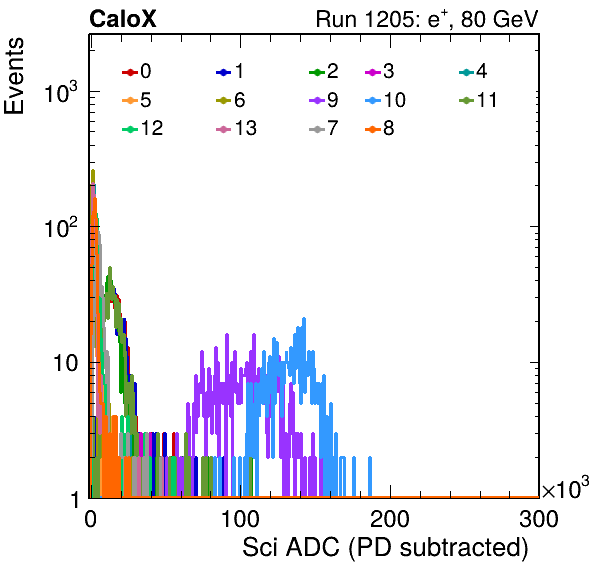 CaloX Run 1205: e⁺, 80 GeV
Events
0 1 2 3 4
5 6 9 10 11
12 13 7 8
10³
10²
10
1
0 100 200 300
×10³
Sci ADC (PD subtracted)